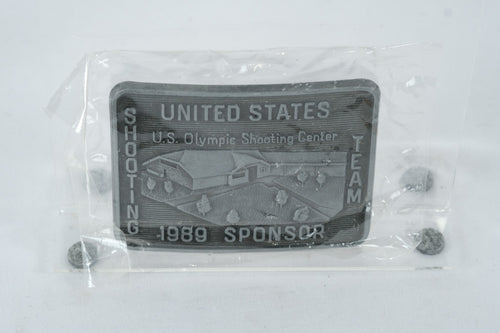 UNITED STATES
SHOOTING
U.S. Olympic Shooting Center
TEAM
1989 SPONSOR